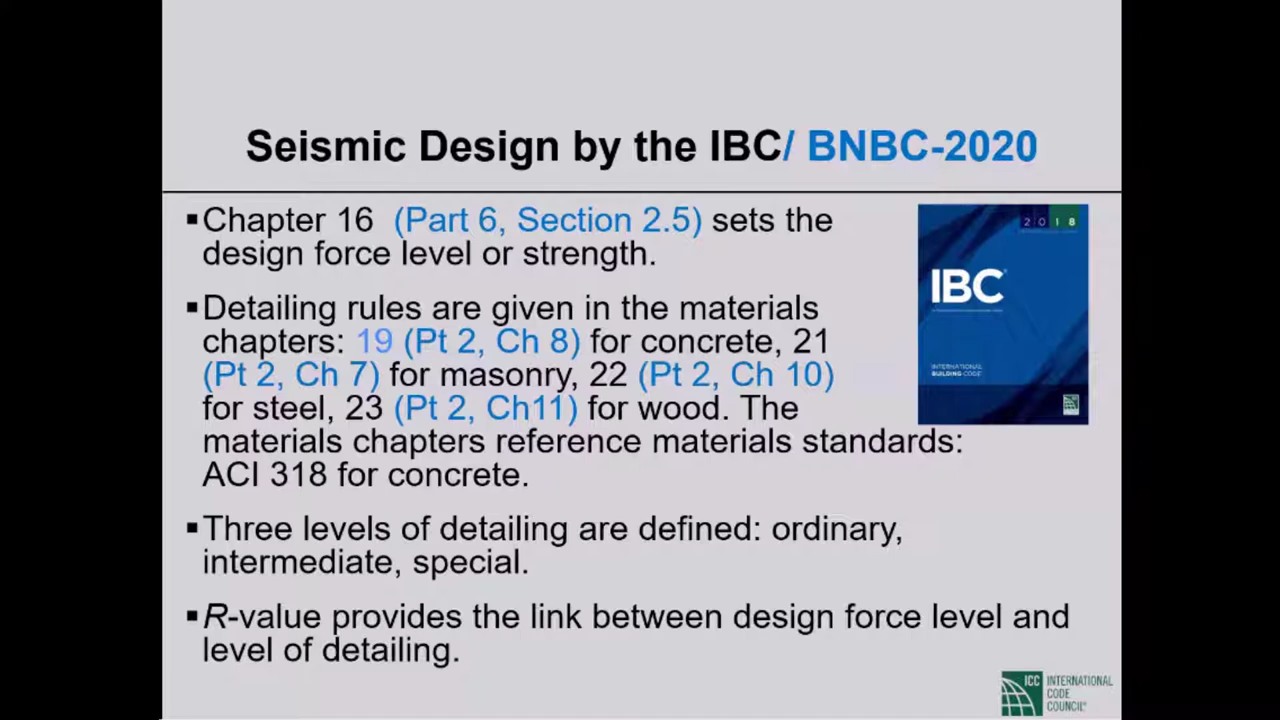 Seismic Design by the IBC/ BNBC-2020
▪Chapter 16 (Part 6, Section 2.5) sets the
design force level or strength.
▪Detailing rules are given in the materials
chapters: 19 (Pt 2, Ch 8) for concrete, 21
(Pt 2, Ch 7) for masonry, 22 (Pt 2, Ch 10)
for steel, 23 (Pt 2, Ch11) for wood. The
materials chapters reference materials standards:
ACI 318 for concrete.
▪Three levels of detailing are defined: ordinary,
intermediate, special.
▪R-value provides the link between design force level and
level of detailing.
2018
IBC
INTERNATIONAL
BUILDING CODE®
ICC INTERNATIONAL
CODE
COUNCIL®